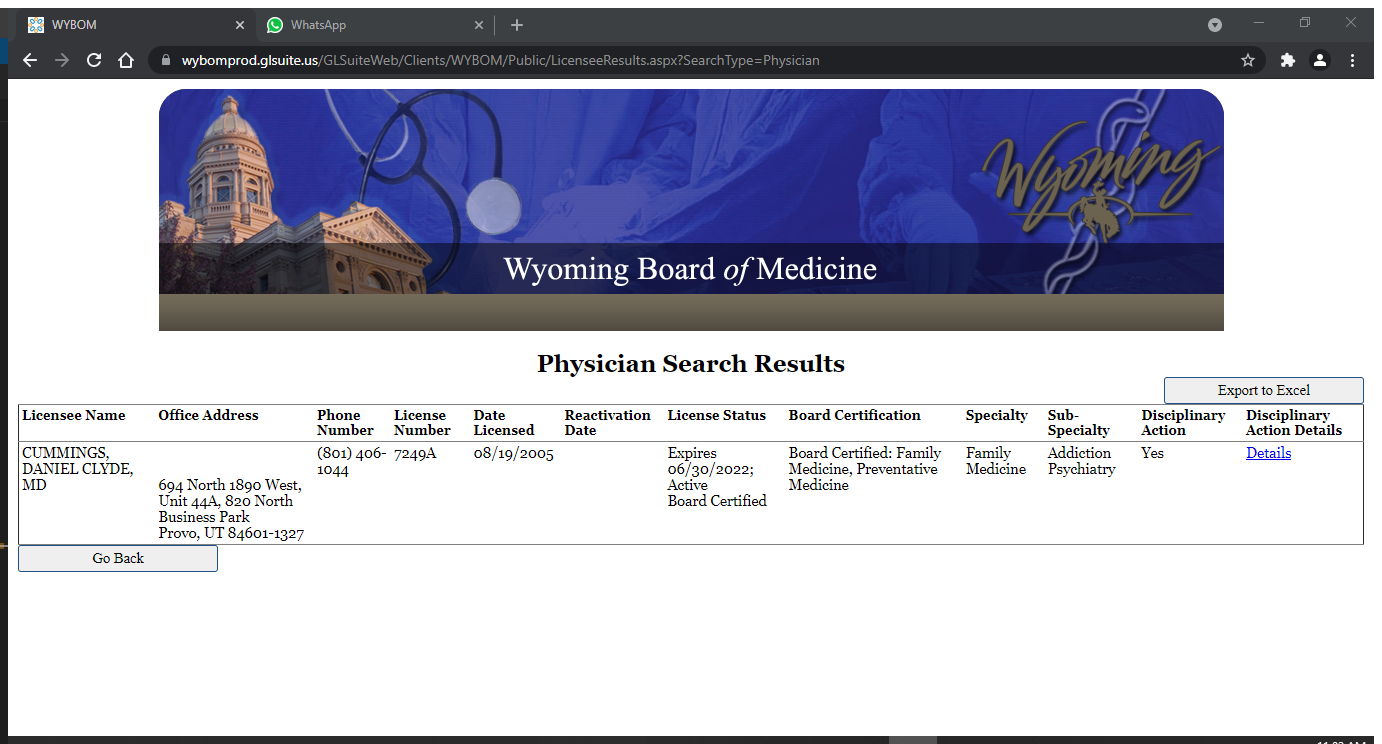 WYBOM
WhatsApp
wybomprod.glsuite.us/GLSuiteWeb/Clients/WYBOM/Public/LicenseeResults.aspx?SearchType=Physician
Wyoming
Wyoming Board of Medicine
Physician Search Results
Export to Excel
Licensee Name Office Address Phone Number License Number Date Licensed Reactivation Date License Status Board Certification Specialty Sub-Specialty Disciplinary Action Disciplinary Action Details
CUMMINGS,
DANIEL CLYDE,
MD
694 North 1890 West,
Unit 44A, 820 North
Business Park
Provo, UT 84601-1327
(801) 406-
1044
7249A
08/19/2005
Expires
06/30/2022;
Active
Board Certified
Board Certified: Family
Medicine, Preventative
Medicine
Family
Medicine
Addiction
Psychiatry
Yes
Details
Go Back